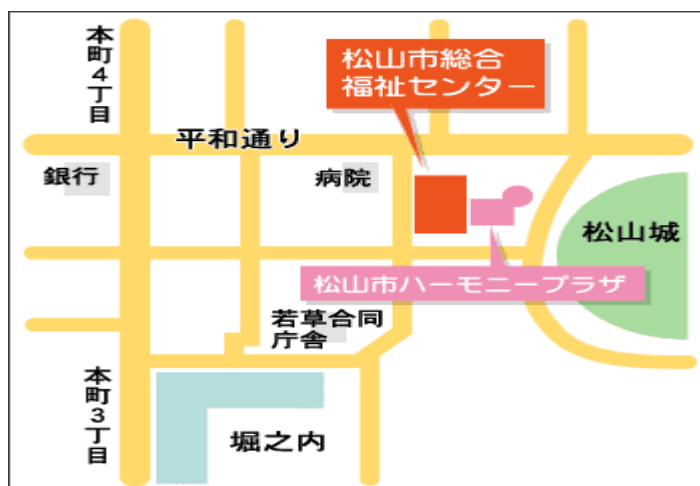 本町4丁目
松山市総合
福祉センター
平和通り
銀行
病院
松山城
松山市ハーモニープラザ
若草合同
庁舎
本町3丁目
堀之内